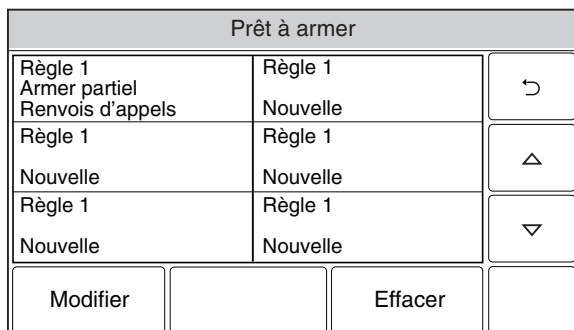 Prêt à armer
Règle 1
Armer partiel
Renvois d'appels
Règle 1
Nouvelle
Règle 1
Nouvelle
Règle 1
Nouvelle
Règle 1
Nouvelle
Règle 1
Nouvelle
Modifier
Effacer